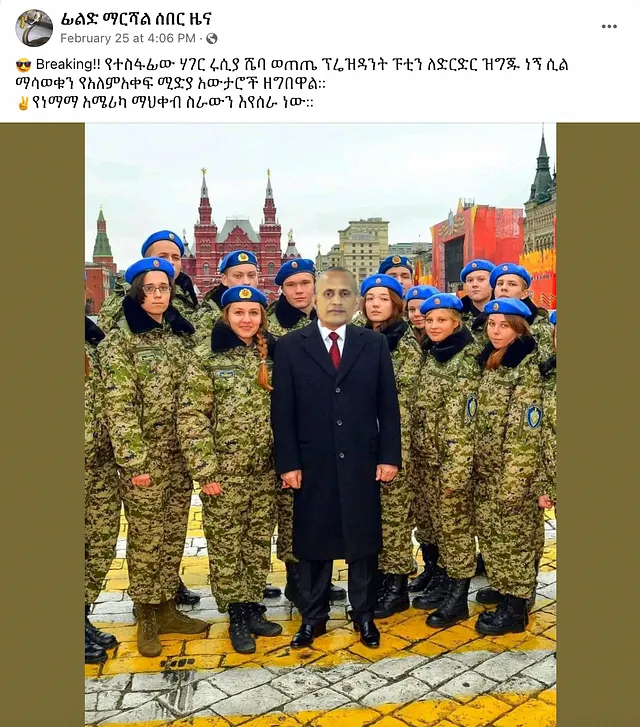 ፊልድ ማርሻል ሰበር ዜና
February 25 at 4:06 PM ·
😎 Breaking!! የተስፋፊው ሃገር ሩሲያ ሼባ ወጠጤ ፕሬዝዳንት ፑቲን ለድርድር ዝግጁ ነኝ ሲል
ማሳወቁን የአለምአቀፍ ሚድያ አውታሮች ዘግበዋል::
✌️የነማማ አሜሪካ ማህቀብ ስራውን እየሰራ ነው::